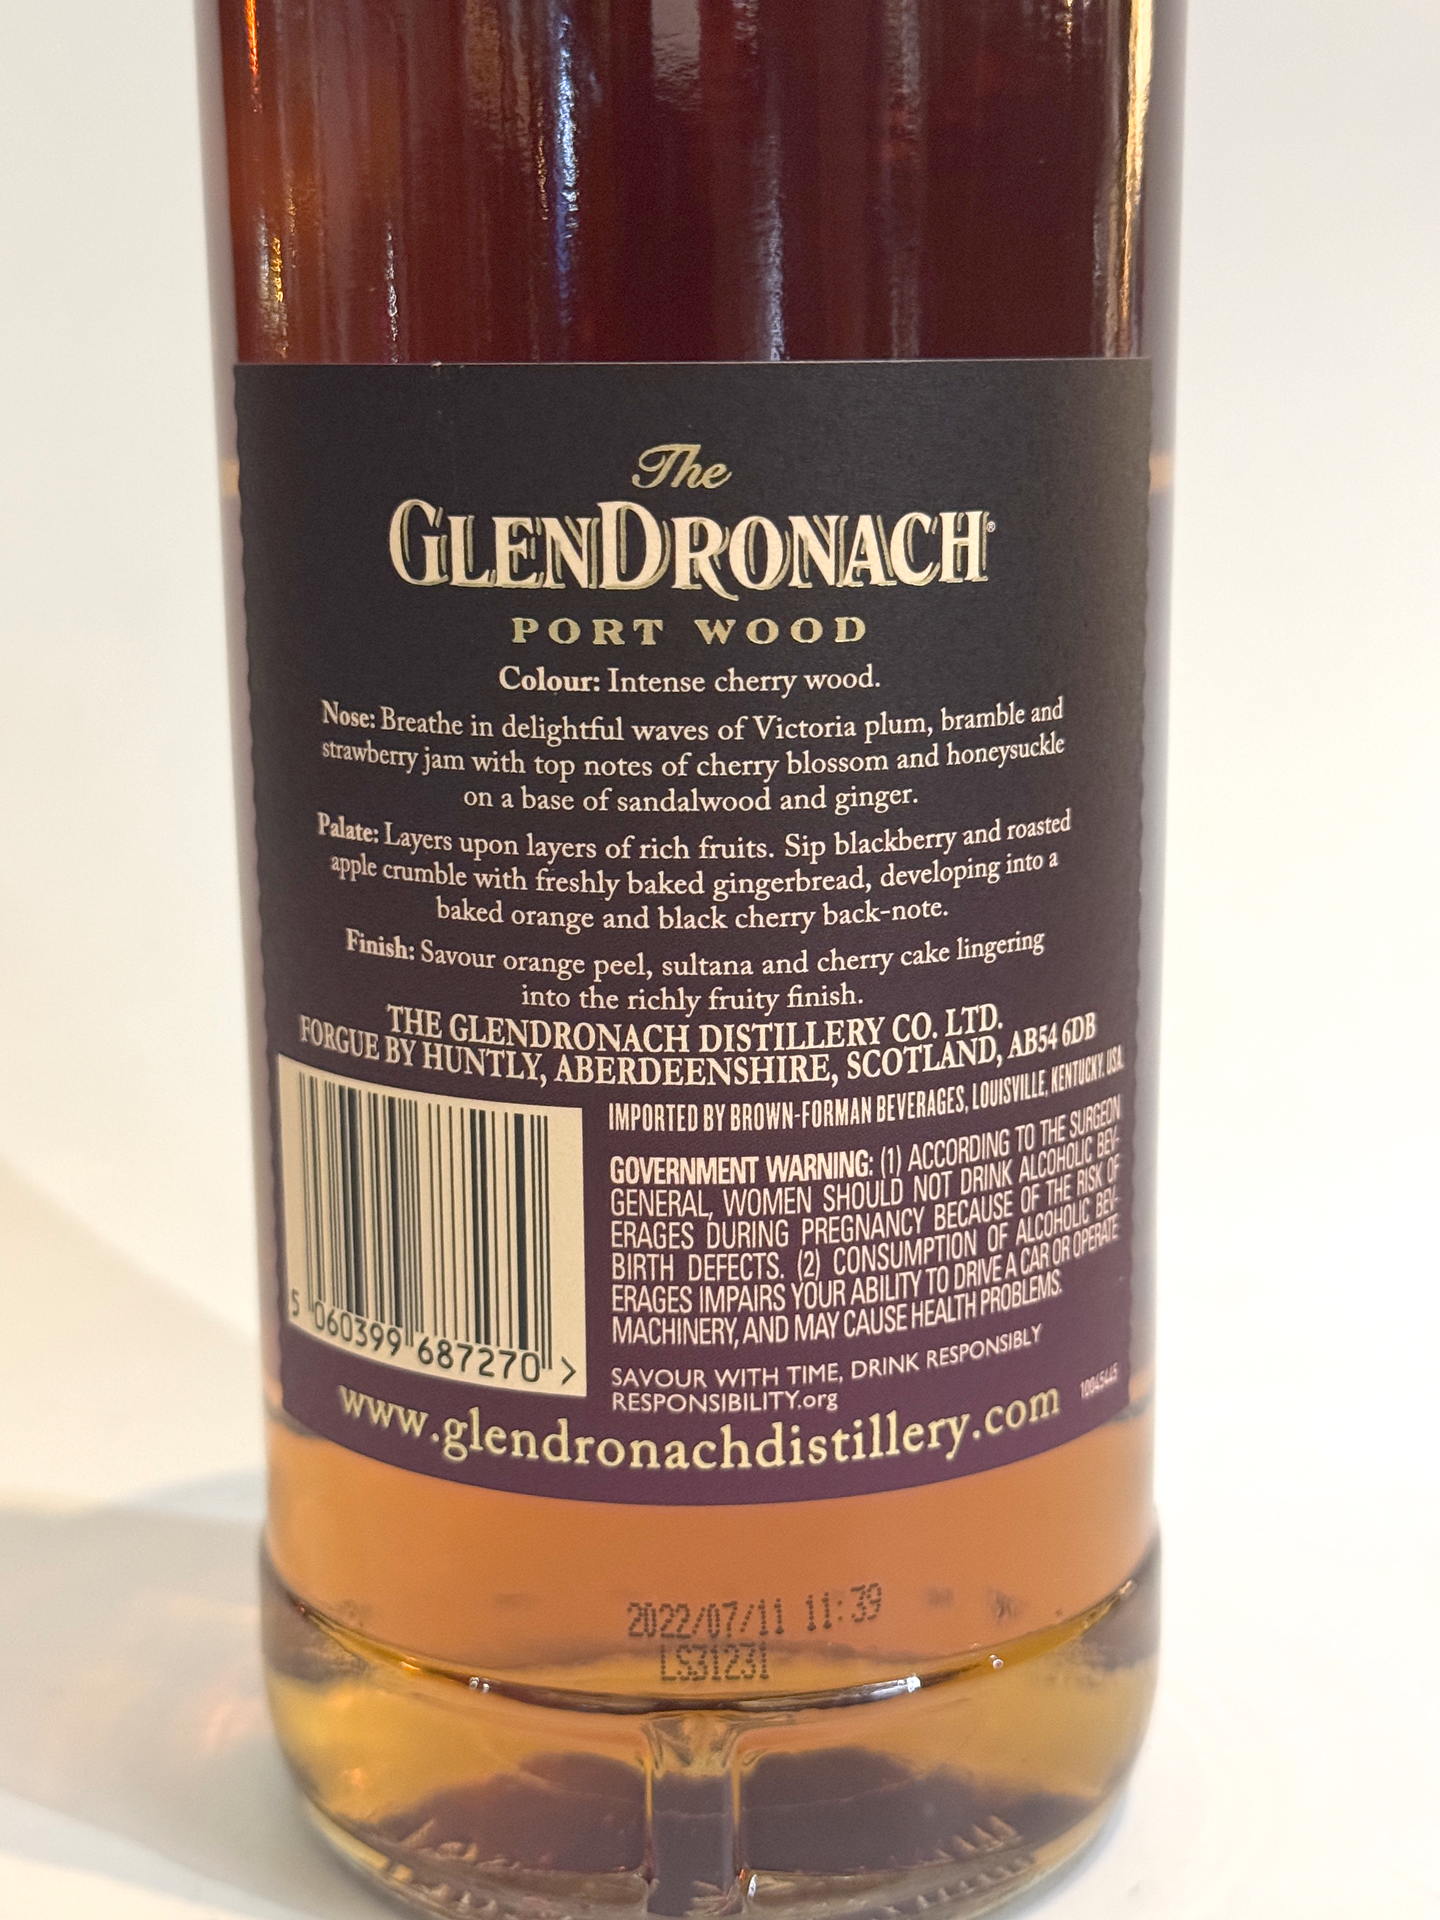 The
GLENDRONACH®
PORT WOOD
Colour: Intense cherry wood.
Nose: Breathe in delightful waves of Victoria plum, bramble and
strawberry jam with top notes of cherry blossom and honeysuckle
on a base of sandalwood and ginger.
Palate: Layers upon layers of rich fruits. Sip blackberry and roasted
apple crumble with freshly baked gingerbread, developing into a
baked orange and black cherry back-note.
Finish: Savour orange peel, sultana and cherry cake lingering
into the richly fruity finish.
THE GLENDRONACH DISTILLERY CO. LTD.
FORGUE BY HUNTLY, ABERDEENSHIRE, SCOTLAND, AB54 6DB
IMPORTED BY BROWN-FORMAN BEVERAGES, LOUISVILLE, KENTUCKY. USA.
GOVERNMENT WARNING: (1) ACCORDING TO THE SURGEON
GENERAL, WOMEN SHOULD NOT DRINK ALCOHOLIC BEV-
ERAGES DURING PREGNANCY BECAUSE OF THE RISK OF
BIRTH DEFECTS. (2) CONSUMPTION OF ALCOHOLIC BEV-
ERAGES IMPAIRS YOUR ABILITY TO DRIVE A CAR OR OPERATE
MACHINERY, AND MAY CAUSE HEALTH PROBLEMS.
5 060399 687270 >
SAVOUR WITH TIME, DRINK RESPONSIBLY
RESPONSIBILITY.org
10045445
www.glendronachdistillery.com
2022/07/11 11:39
LS31231